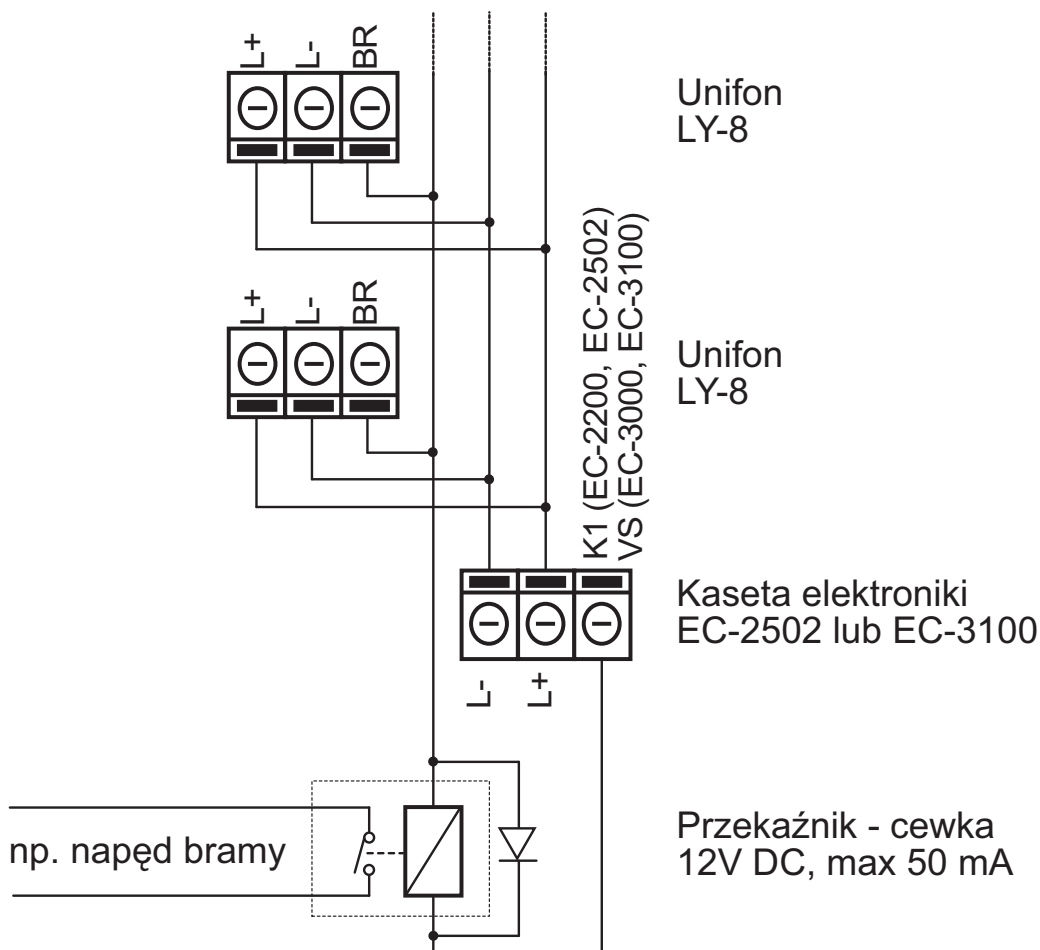 L+
L-
BR
Unifon
LY-8
L+
L-
BR
K1 (EC-2200, EC-2502)
VS (EC-3000, EC-3100)
Unifon
LY-8
Kaseta elektroniki
EC-2502 lub EC-3100
L-
L+
np. napęd bramy
Przekaźnik - cewka
12V DC, max 50 mA